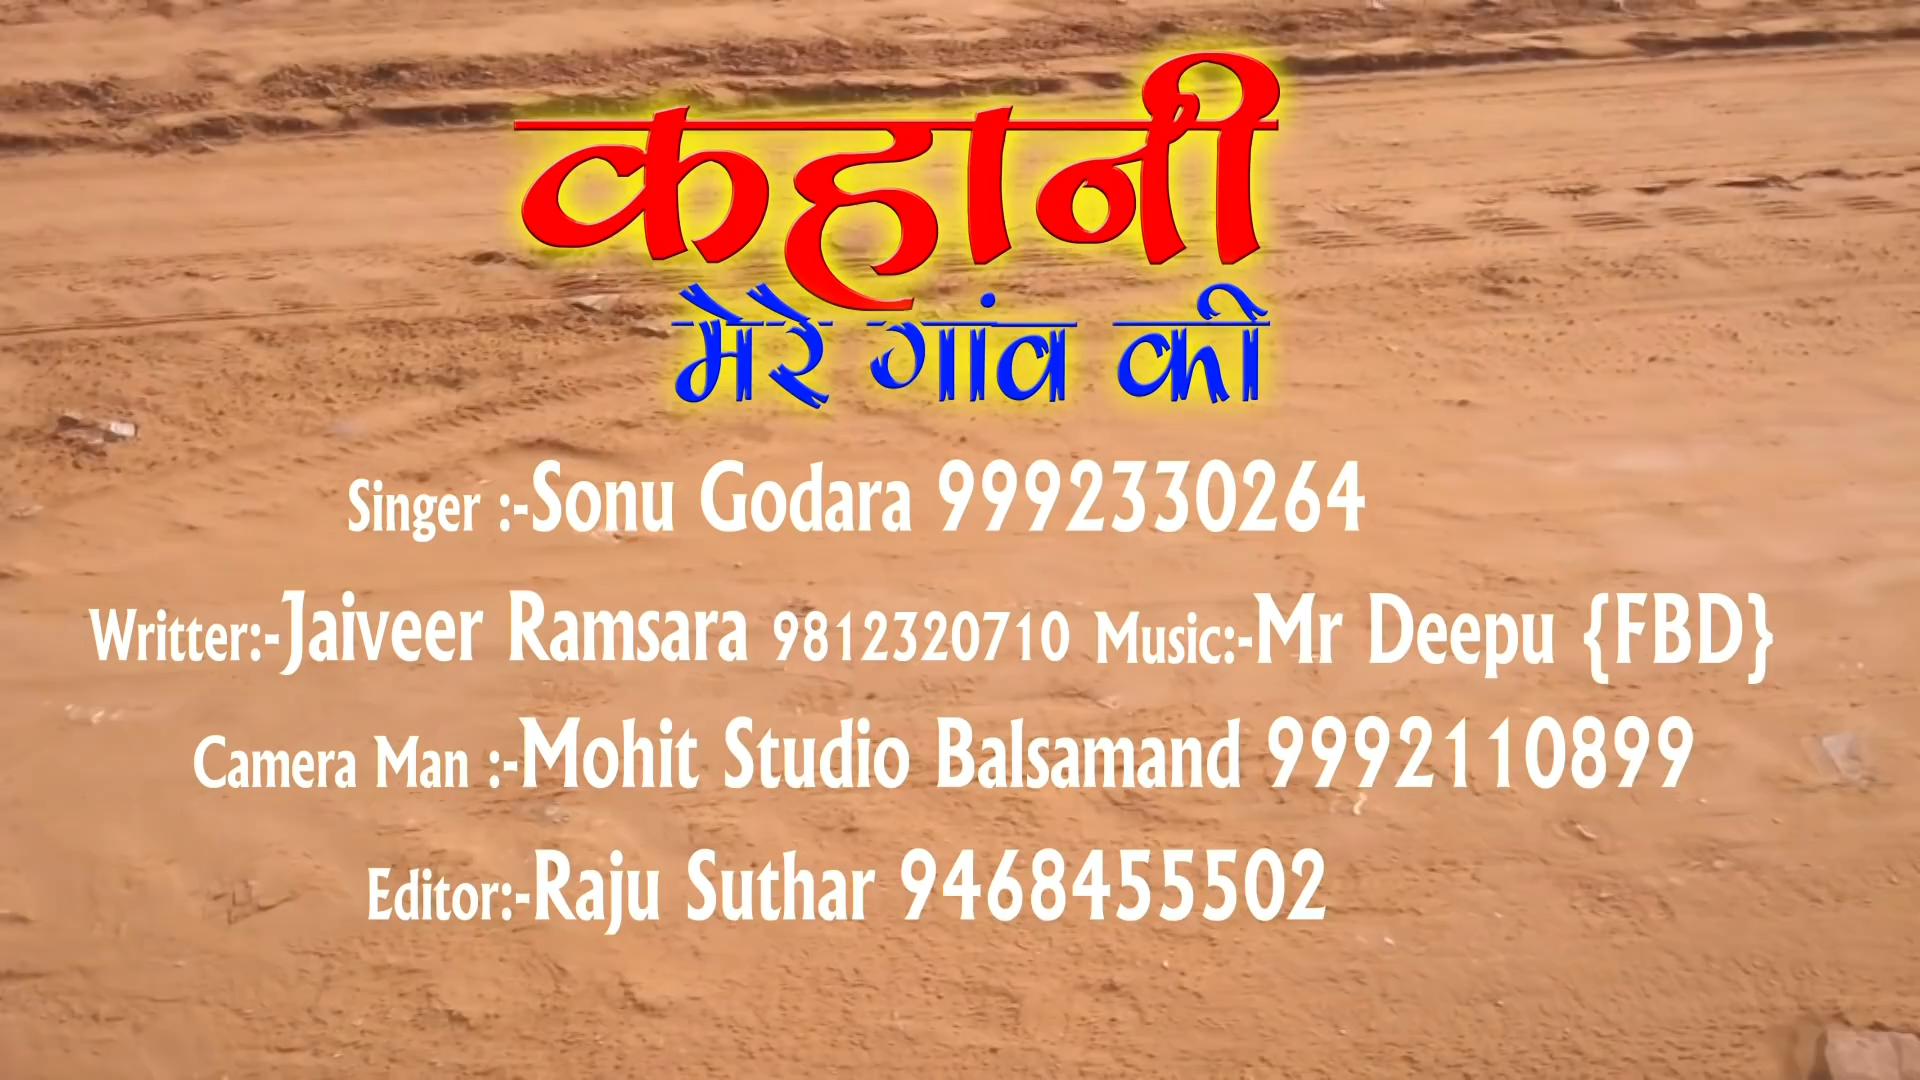 कहानी
मेरे गांव की
Singer :-Sonu Godara 9992330264
Writter:-Jaiveer Ramsara 9812320710 Music:-Mr Deepu {FBD}
Camera Man :-Mohit Studio Balsamand 9992110899
Editor:-Raju Suthar 9468455502